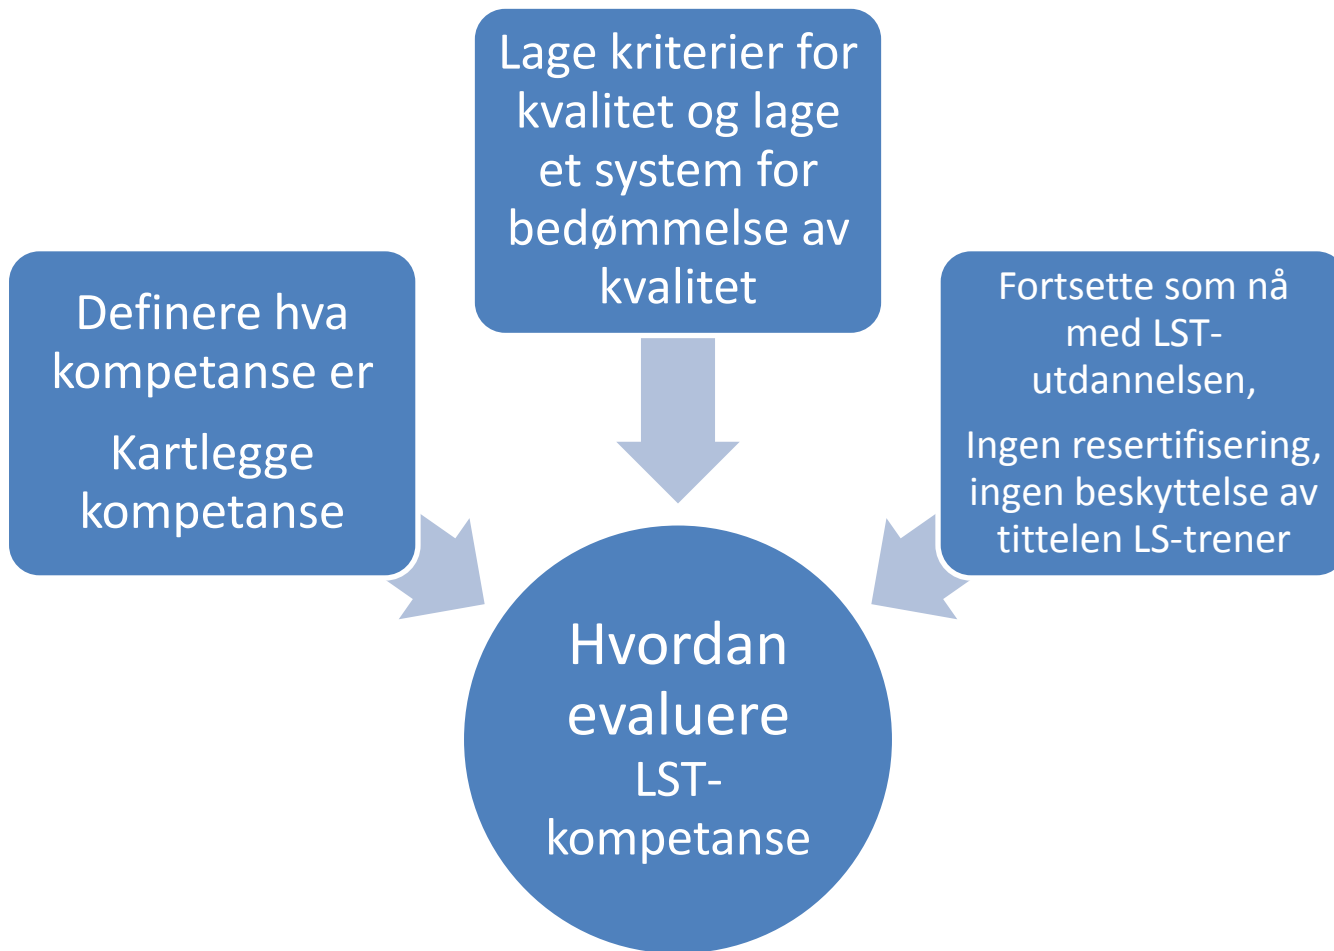 Lage kriterier for
kvalitet og lage
et system for
bedømmelse av
kvalitet
Definere hva
kompetanse er
Kartlegge
kompetanse
Fortsette som nå
med LST-
utdannelsen,
Ingen resertifisering,
ingen beskyttelse av
tittelen LS-trener
Hvordan
evaluere
LST-
kompetanse